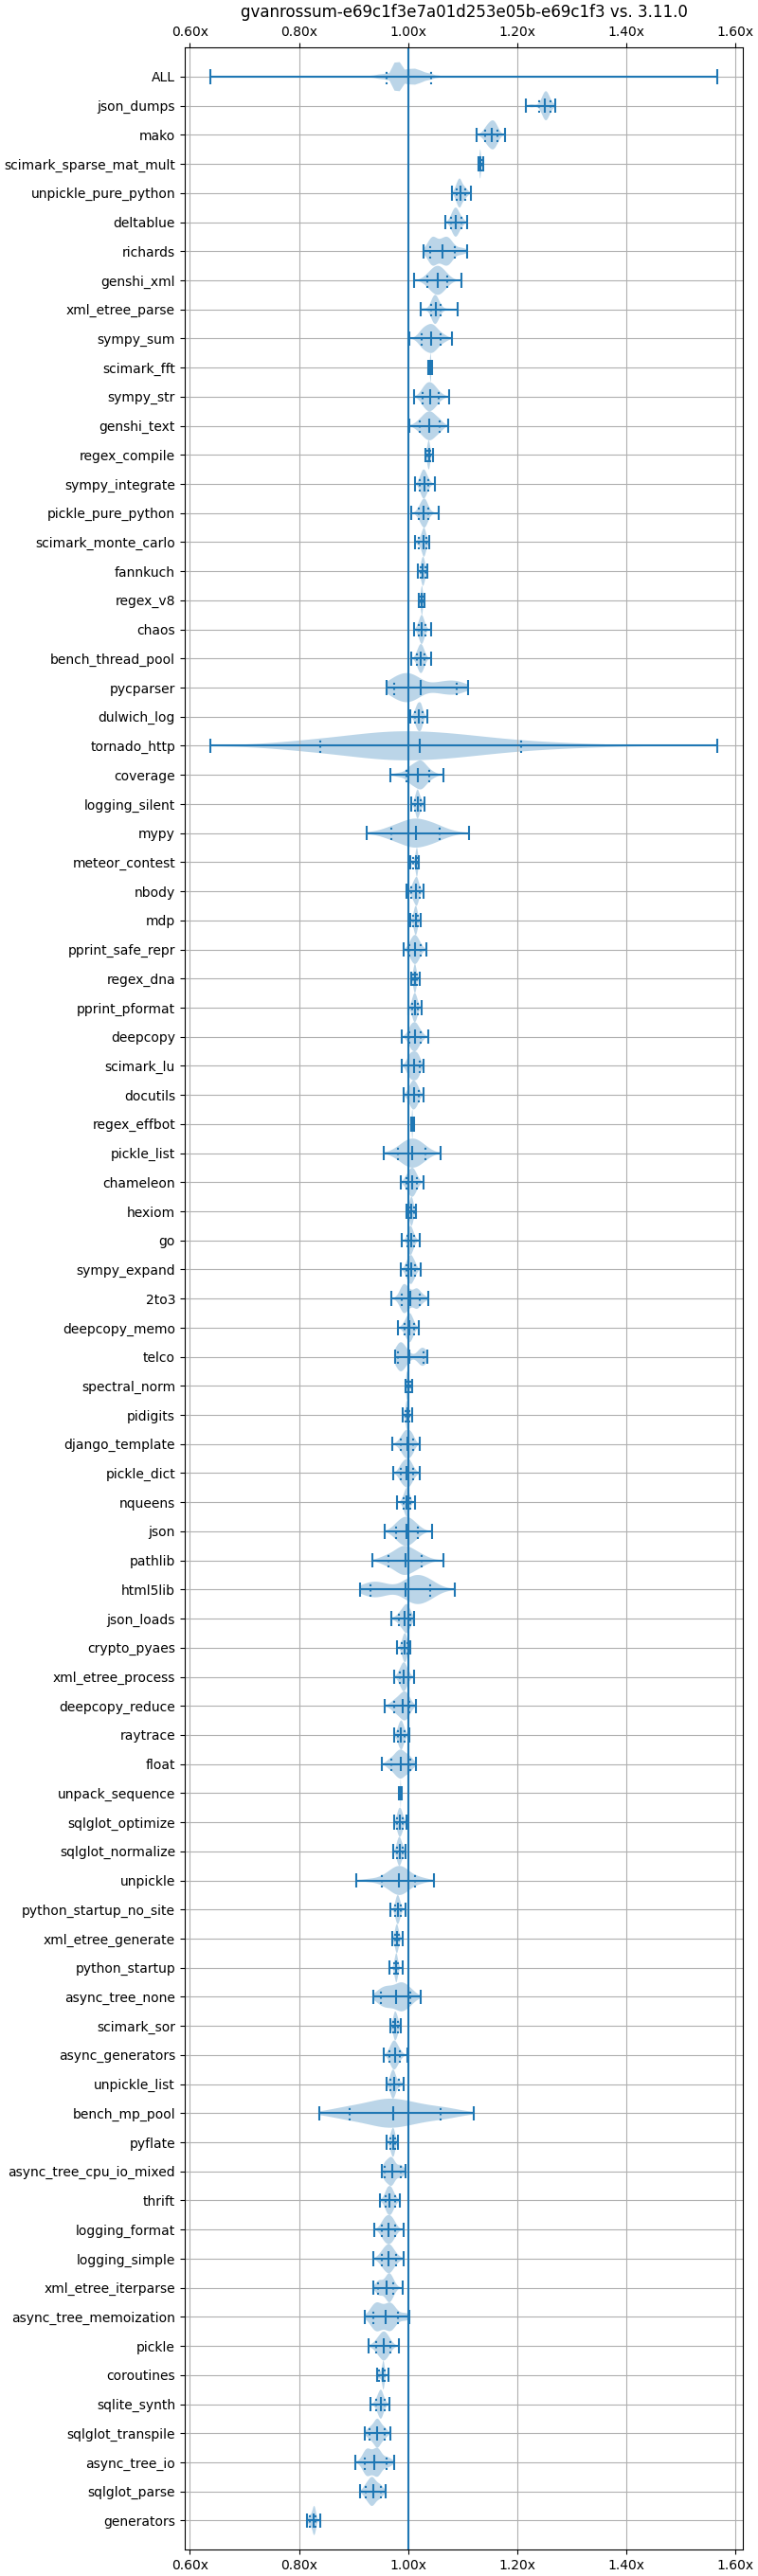 gvanrossum-e69c1f3e7a01d253e05b-e69c1f3 vs. 3.11.0
0.60x 0.80x 1.00x 1.20x 1.40x 1.60x
ALL
json_dumps
mako
scimark_sparse_mat_mult
unpickle_pure_python
deltablue
richards
genshi_xml
xml_etree_parse
sympy_sum
scimark_fft
sympy_str
genshi_text
regex_compile
sympy_integrate
pickle_pure_python
scimark_monte_carlo
fannkuch
regex_v8
chaos
bench_thread_pool
pycparser
dulwich_log
tornado_http
coverage
logging_silent
mypy
meteor_contest
nbody
mdp
pprint_safe_repr
regex_dna
pprint_pformat
deepcopy
scimark_lu
docutils
regex_effbot
pickle_list
chameleon
hexiom
go
sympy_expand
2to3
deepcopy_memo
telco
spectral_norm
pidigits
django_template
pickle_dict
nqueens
json
pathlib
html5lib
json_loads
crypto_pyaes
xml_etree_process
deepcopy_reduce
raytrace
float
unpack_sequence
sqlglot_optimize
sqlglot_normalize
unpickle
python_startup_no_site
xml_etree_generate
python_startup
async_tree_none
scimark_sor
async_generators
unpickle_list
bench_mp_pool
pyflate
async_tree_cpu_io_mixed
thrift
logging_format
logging_simple
xml_etree_iterparse
async_tree_memoization
pickle
coroutines
sqlite_synth
sqlglot_transpile
async_tree_io
sqlglot_parse
generators
0.60x 0.80x 1.00x 1.20x 1.40x 1.60x